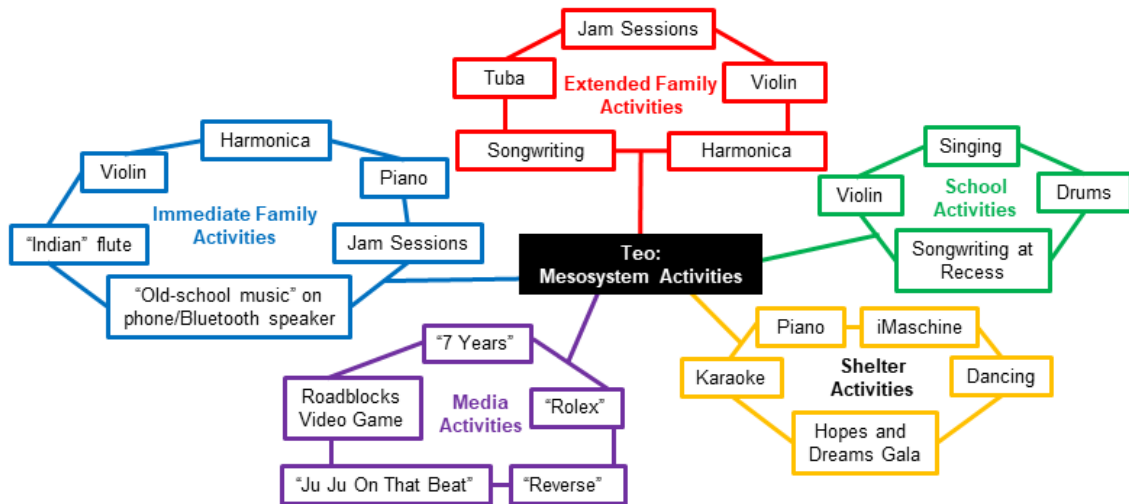 Jam Sessions
Tuba
Extended Family
Activities
Violin
Songwriting
Harmonica
Harmonica
Violin
Piano
Immediate Family
Activities
“Indian” flute
Jam Sessions
“Old-school music” on
phone/Bluetooth speaker
Singing
Violin
School
Activities
Drums
Songwriting at
Recess
Teo:
Mesosystem Activities
“7 Years”
Roadblocks
Video Game
Media
Activities
“Rolex”
“Ju Ju On That Beat”
“Reverse”
Piano
iMaschine
Karaoke
Shelter
Activities
Dancing
Hopes and
Dreams Gala